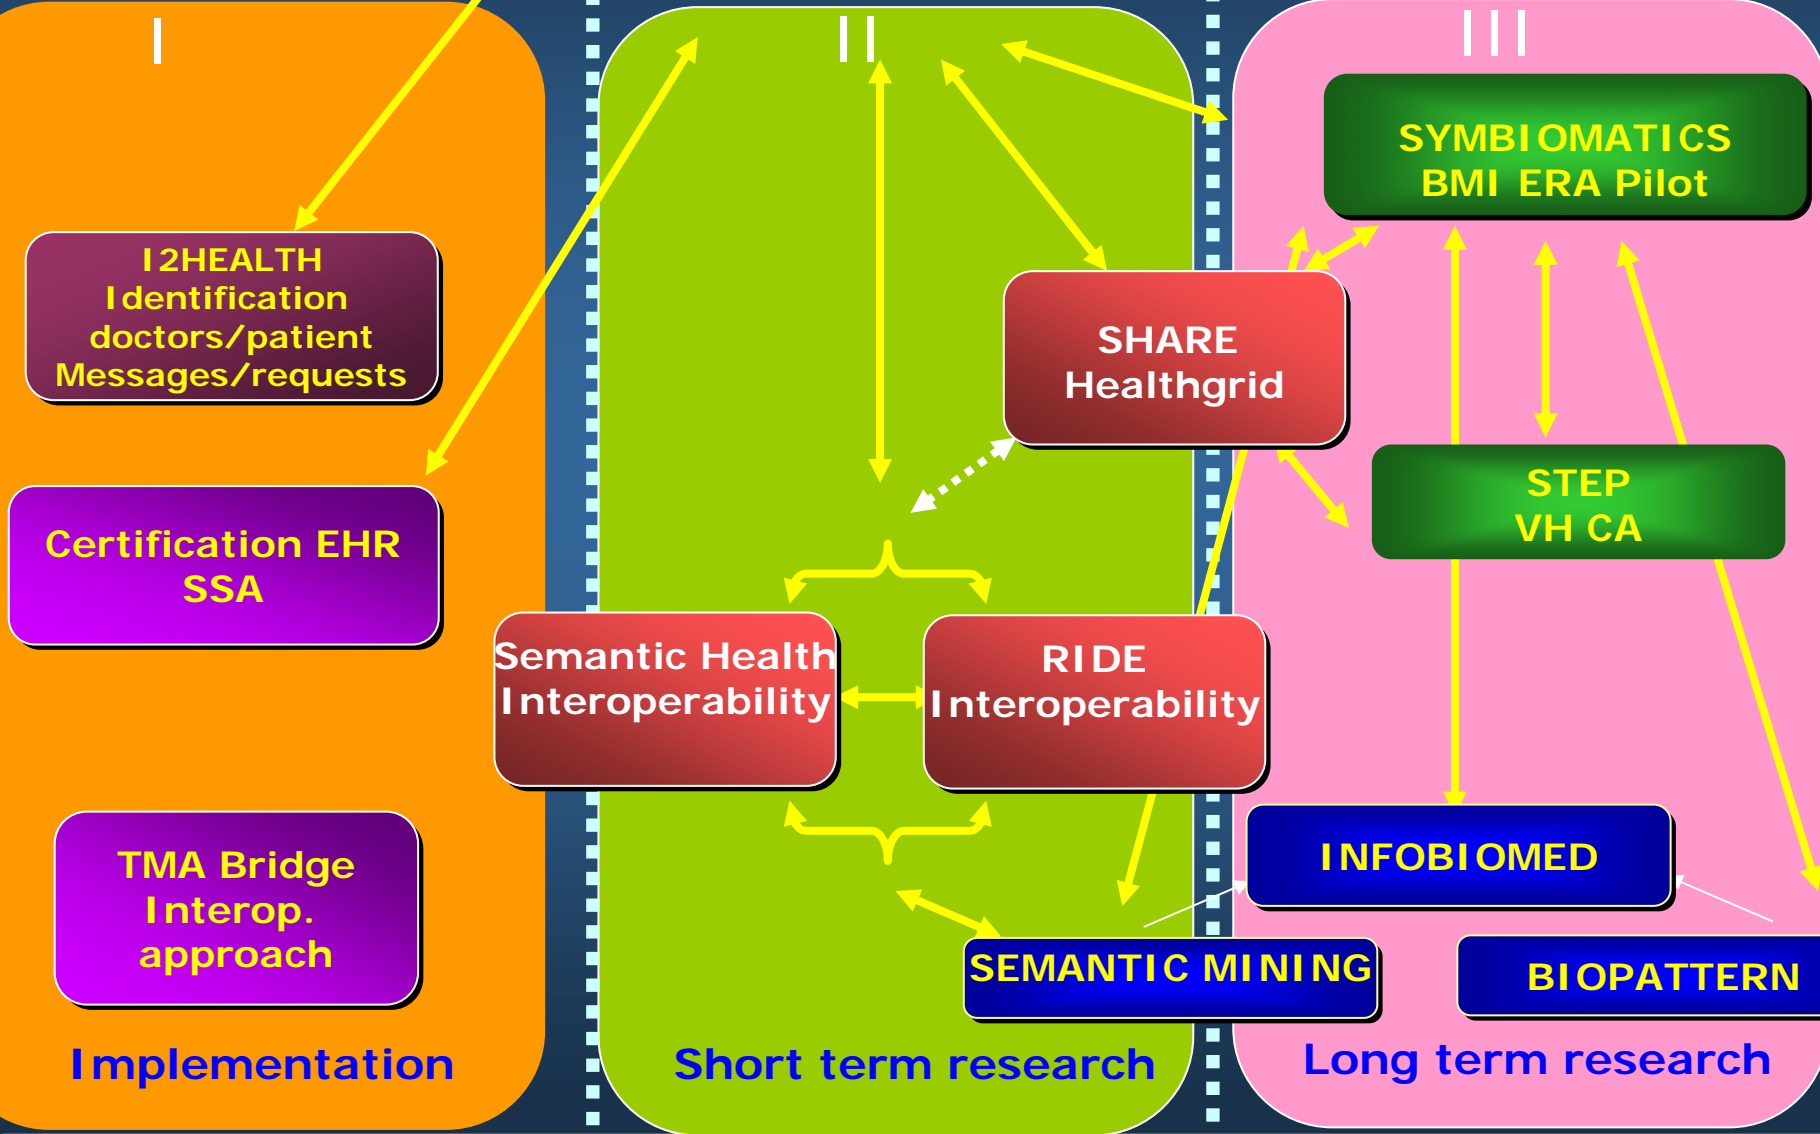 I
II
III
SYMBIOMATICS
BMI ERA Pilot
I2HEALTH
Identification
doctors/patient
Messages/requests
SHARE
Healthgrid
STEP
VH CA
Certification EHR
SSA
Semantic Health
Interoperability
RIDE
Interoperability
INFOBIOMED
TMA Bridge
Interop.
approach
SEMANTIC MINING
BIOPATTERN
Implementation
Short term research
Long term research